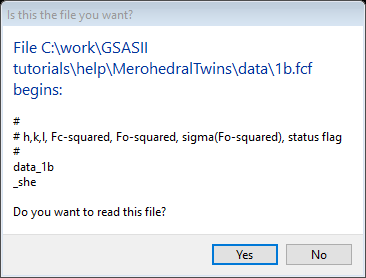 Is this the file you want?
File C:\work\GSASII
tutorials\help\MerohedralTwins\data\1b.fcf
begins:
#
# h,k,l, Fc-squared, Fo-squared, sigma(Fo-squared), status flag
#
data_1b
_she
Do you want to read this file?
Yes No